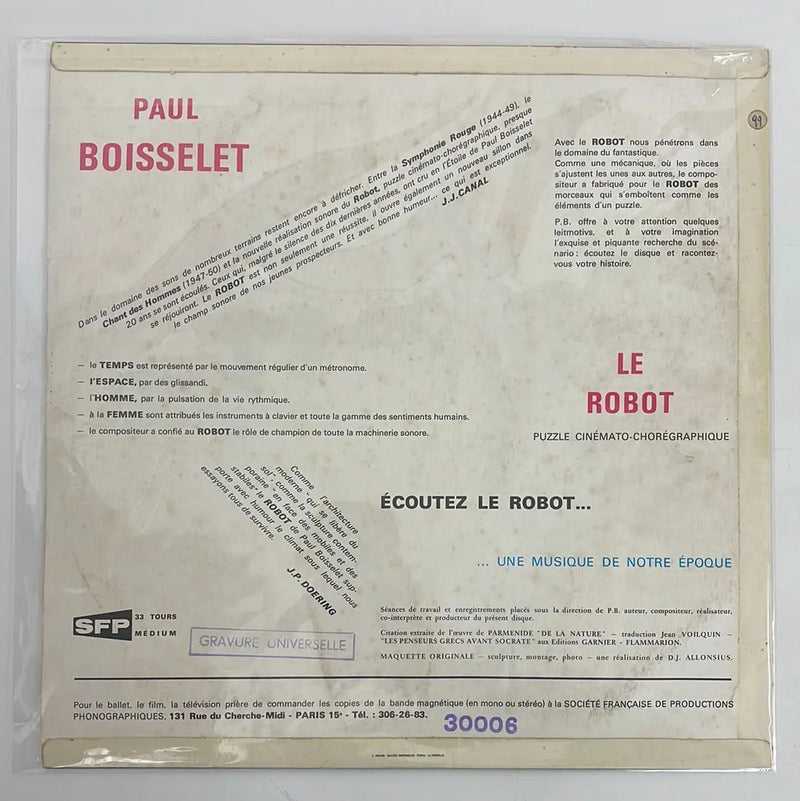 PAUL
BOISSELET
Dans le domaine des sons de nombreux terrains restent encore à défricher. Entre la Symphonie Rouge (1944-49), le
Chant des Hommes (1947-50) et la nouvelle réalisation sonore du Robot, puzzle cinémato-chorégraphique, presque
20 ans se sont écoulés. Ceux qui, malgré le silence des dix dernières années, ont cru en l'Étoile de Paul Boisselet
se réjouiront. Le ROBOT est non seulement une réussite, il ouvre également un nouveau sillon dans
le champ sonore de nos jeunes prospecteurs. Et avec bonne humeur... ce qui est exceptionnel.
J.J.CANAL
99
Avec le ROBOT nous pénétrons dans
le domaine du fantastique.
Comme une mécanique, où les pièces
s'ajustent les unes aux autres, le compo-
siteur a fabriqué pour le ROBOT des
morceaux qui s'emboîtent comme les
éléments d'un puzzle.
P.B. offre à votre attention quelques
leitmotivs, et à votre imagination
l'exquise et piquante recherche du scé-
nario : écoutez le disque et racontez-
vous votre histoire.
— le TEMPS est représenté par le mouvement régulier d'un métronome.
— l'ESPACE, par des glissandi.
— l'HOMME, par la pulsation de la vie rythmique.
— à la FEMME sont attribués les instruments à clavier et toute la gamme des sentiments humains.
— le compositeur a confié au ROBOT le rôle de champion de toute la machinerie sonore.
LE
ROBOT
PUZZLE CINÉMATO-CHORÉGRAPHIQUE
Comme l'architecture
moderne "qui se libère du
sol" comme la sculpture contem-
poraine "en face des mobiles et des
stabiles" le ROBOT de Paul Boisselet sup-
porte avec humour le climat sous lequel nous
essayons tous de survivre.
J.P. DOERING
ÉCOUTEZ LE ROBOT...
... UNE MUSIQUE DE NOTRE ÉPOQUE
SFP
33 TOURS
MÉDIUM
GRAVURE UNIVERSELLE
Séances de travail et enregistrements placés sous la direction de P.B. auteur, compositeur, réalisateur,
co-interprète et producteur du présent disque.
Citation extraite de l'œuvre de PARMENIDE "DE LA NATURE" — traduction Jean VOILQUIN —
"LES PENSEURS GRECS AVANT SOCRATE" aux Editions GARNIER - FLAMMARION.
MAQUETTE ORIGINALE — sculpture, montage, photo — une réalisation de D.J. ALLONSIUS.
Pour le ballet, le film, la télévision prière de commander les copies de la bande magnétique (en mono ou stéréo) à la SOCIÉTÉ FRANÇAISE DE PRODUCTIONS
PHONOGRAPHIQUES, 131 Rue du Cherche-Midi - PARIS 15e - Tél. : 306-26-83.
30006